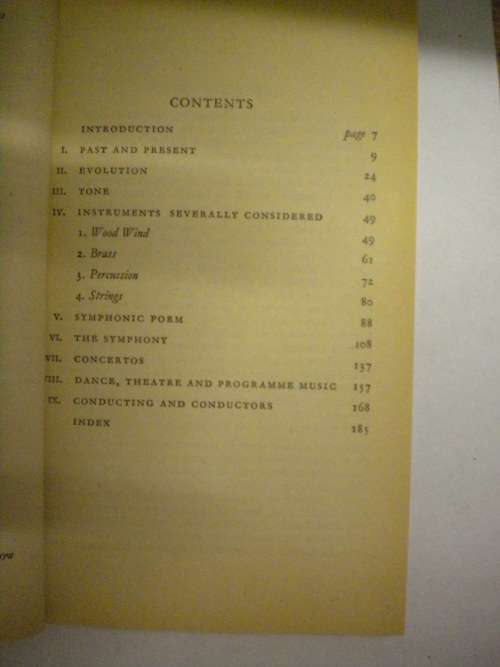 CONTENTS
INTRODUCTION page 7
I. PAST AND PRESENT 9
II. EVOLUTION 24
III. TONE 40
IV. INSTRUMENTS SEVERALLY CONSIDERED 49
1. Wood Wind 49
2. Brass 61
3. Percussion 72
4. Strings 80
V. SYMPHONIC FORM 88
VI. THE SYMPHONY 108
VII. CONCERTOS 137
VIII. DANCE, THEATRE AND PROGRAMME MUSIC 157
IX. CONDUCTING AND CONDUCTORS 168
INDEX 185